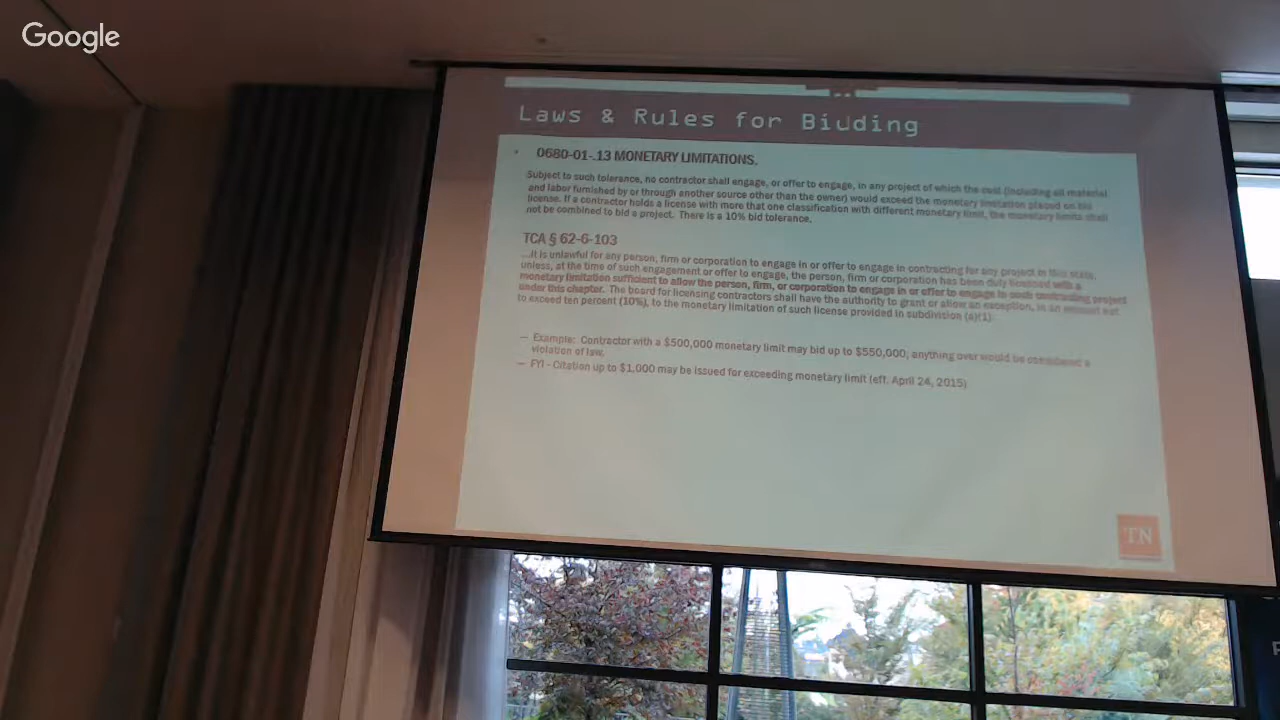 Google
Laws & Rules for Bidding
0680-01-.13 MONETARY LIMITATIONS.
Subject to such tolerance, no contractor shall engage, or offer to engage, in any project of which the cost (including all material
and labor furnished by or through another source other than the owner) would exceed the monetary limitation placed on his
license. If a contractor holds a license with more that one classification with different monetary limit, the monetary limits shall
not be combined to bid a project. There is a 10% bid tolerance.
TCA § 62-6-103
...It is unlawful for any person, firm or corporation to engage in or offer to engage in contracting for any project in this state,
unless, at the time of such engagement or offer to engage, the person, firm or corporation has been duly licensed with a
monetary limitation sufficient to allow the person, firm, or corporation to engage in or offer to engage in such contracting project
under this chapter. The board for licensing contractors shall have the authority to grant or allow an exception, in an amount not
to exceed ten percent (10%), to the monetary limitation of such license provided in subdivision (a)(1).
– Example: Contractor with a $500,000 monetary limit may bid up to $550,000; anything over would be considered a
violation of law.
– FYI - Citation up to $1,000 may be issued for exceeding monetary limit (eff. April 24, 2015)
TN